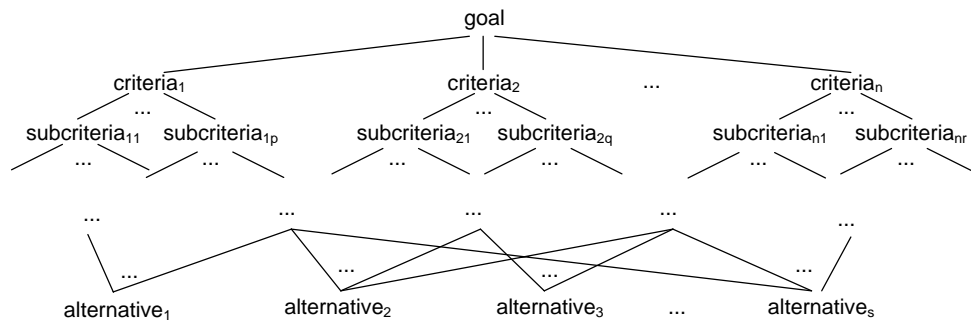 goal
criteria₁ criteria₂ ... criteriaₙ
... ... ...
subcriteria₁₁ subcriteria₁ₚ subcriteria₂₁ subcriteria₂q subcriteriaₙ₁ subcriteriaₙᵣ
... ... ... ... ... ...
... ... ... ... ...
... ... ... ...
alternative₁ alternative₂ alternative₃ ... alternativeₛ